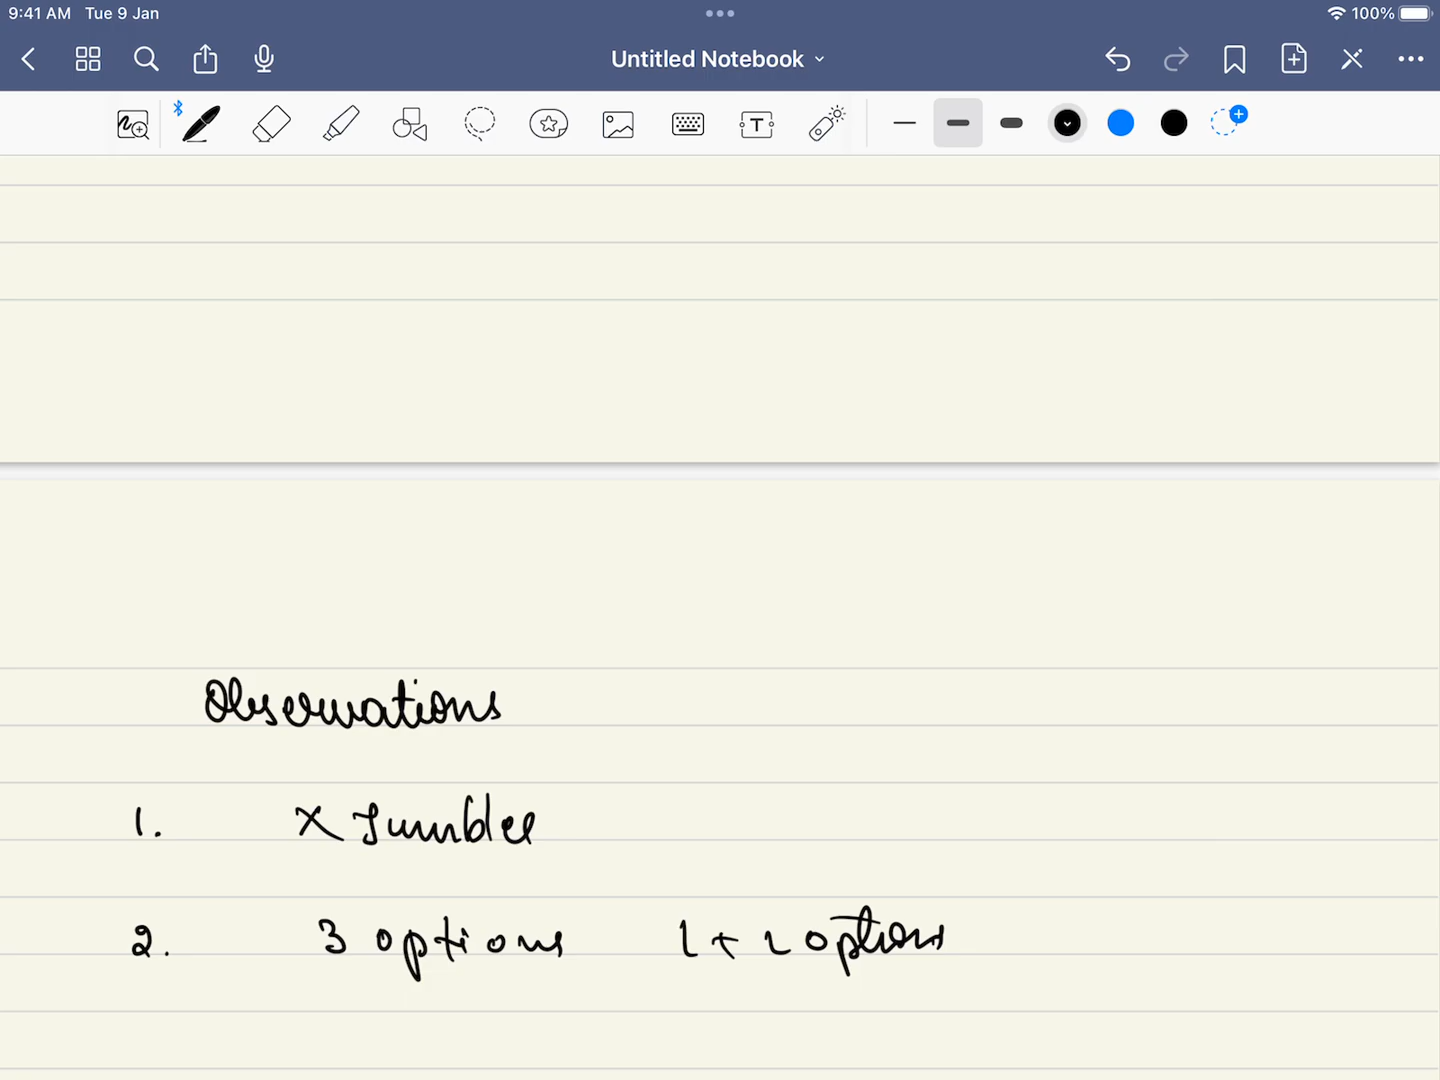 9:41 AM Tue 9 Jan 100%
Untitled Notebook
T
Observations
1. X Jumble
2. 3 options 1 + 2 options